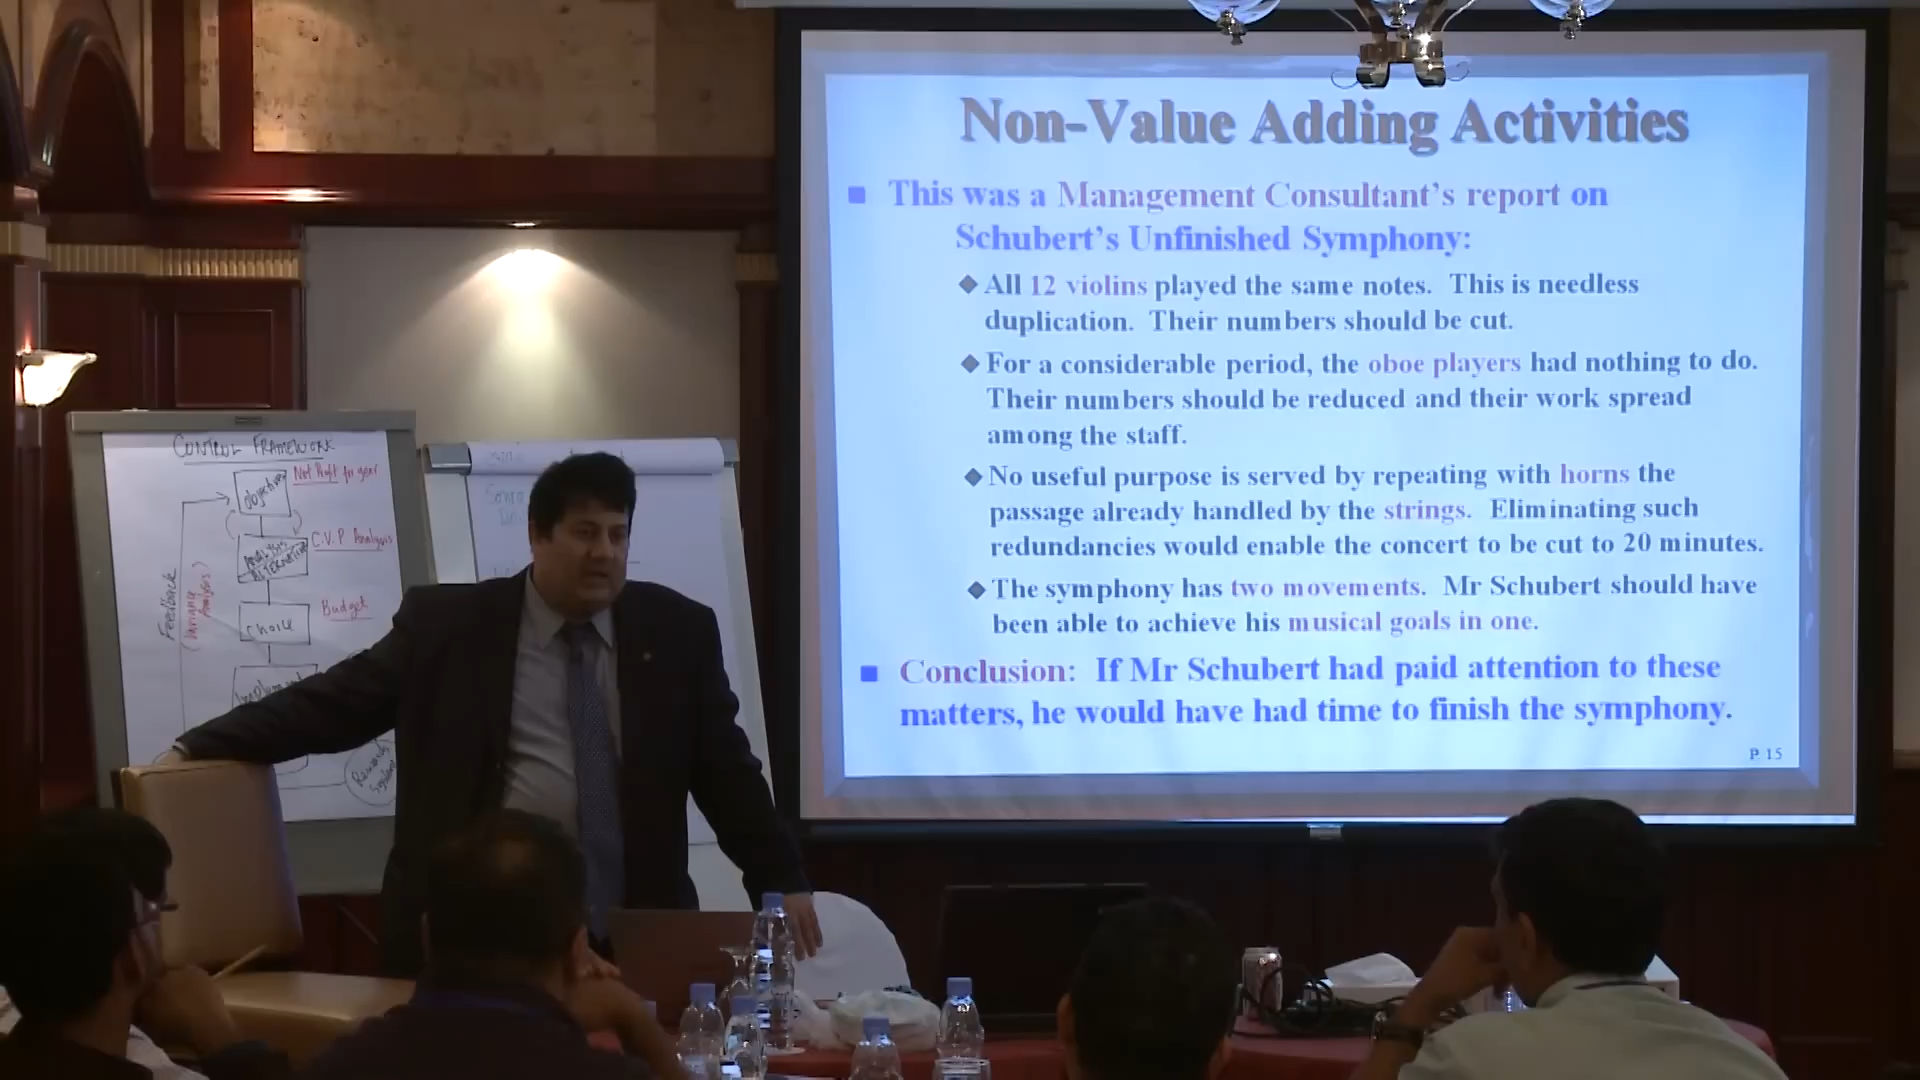 Non-Value Adding Activities
This was a Management Consultant's report on
Schubert's Unfinished Symphony:
All 12 violins played the same notes. This is needless
duplication. Their numbers should be cut.
For a considerable period, the oboe players had nothing to do.
Their numbers should be reduced and their work spread
among the staff.
No useful purpose is served by repeating with horns the
passage already handled by the strings. Eliminating such
redundancies would enable the concert to be cut to 20 minutes.
The symphony has two movements. Mr Schubert should have
been able to achieve his musical goals in one.
Conclusion: If Mr Schubert had paid attention to these
matters, he would have had time to finish the symphony.
P 15
CONTROL FRAMEWORK
Net Profit for year
C.V.P Analysis
Budget
Choice
Feedback
(Variance
Analysis)